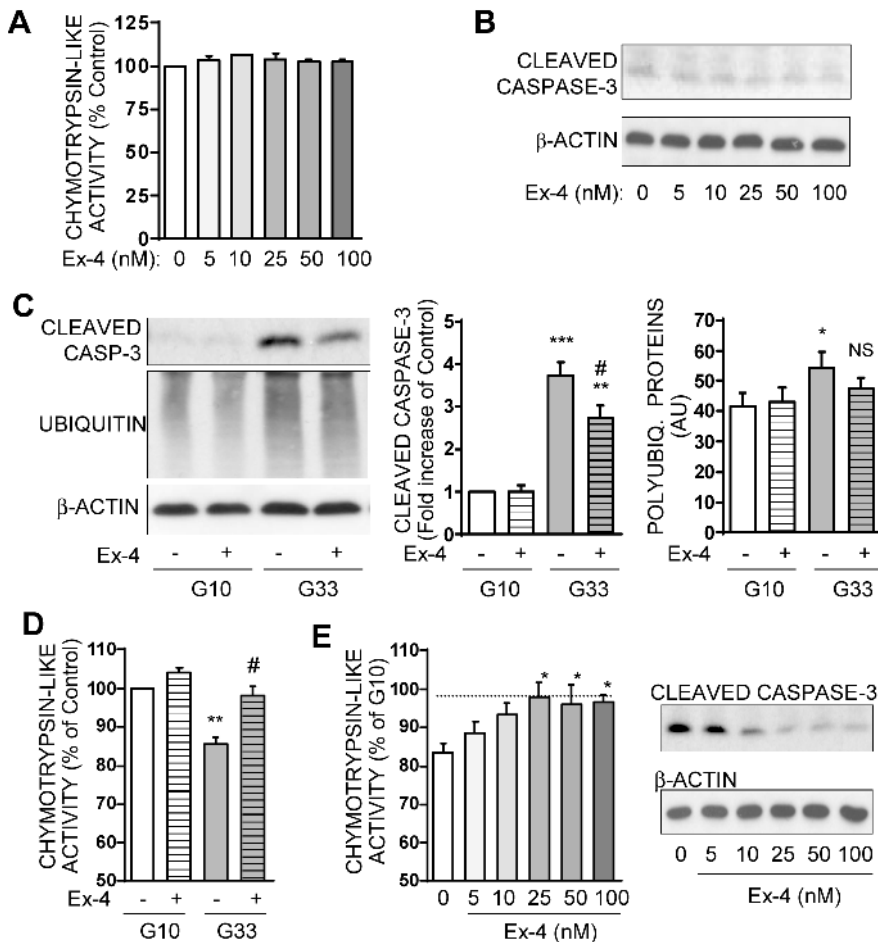 A
CHYMOTRYPSIN-LIKE
ACTIVITY (% Control)
125
100
75
50
25
0
Ex-4 (nM): 0 5 10 25 50 100
B
CLEAVED
CASPASE-3
β-ACTIN
Ex-4 (nM): 0 5 10 25 50 100
C
CLEAVED
CASP-3
UBIQUITIN
β-ACTIN
Ex-4 - + - +
G10 G33
CLEAVED CASPASE-3
(Fold increase of Control)
5
4
3
2
1
0
***
#
**
Ex-4 - + - +
G10 G33
POLYUBIQ. PROTEINS
(AU)
80
70
60
50
40
30
20
10
0
*
NS
Ex-4 - + - +
G10 G33
D
CHYMOTRYPSIN-LIKE
ACTIVITY (% of Control)
110
100
90
80
70
60
50
**
#
Ex-4 - + - +
G10 G33
E
CHYMOTRYPSIN-LIKE
ACTIVITY (% of G10)
110
100
90
80
70
60
50
* * *
0 5 10 25 50 100
Ex-4 (nM)
CLEAVED CASPASE-3
β-ACTIN
0 5 10 25 50 100
Ex-4 (nM)